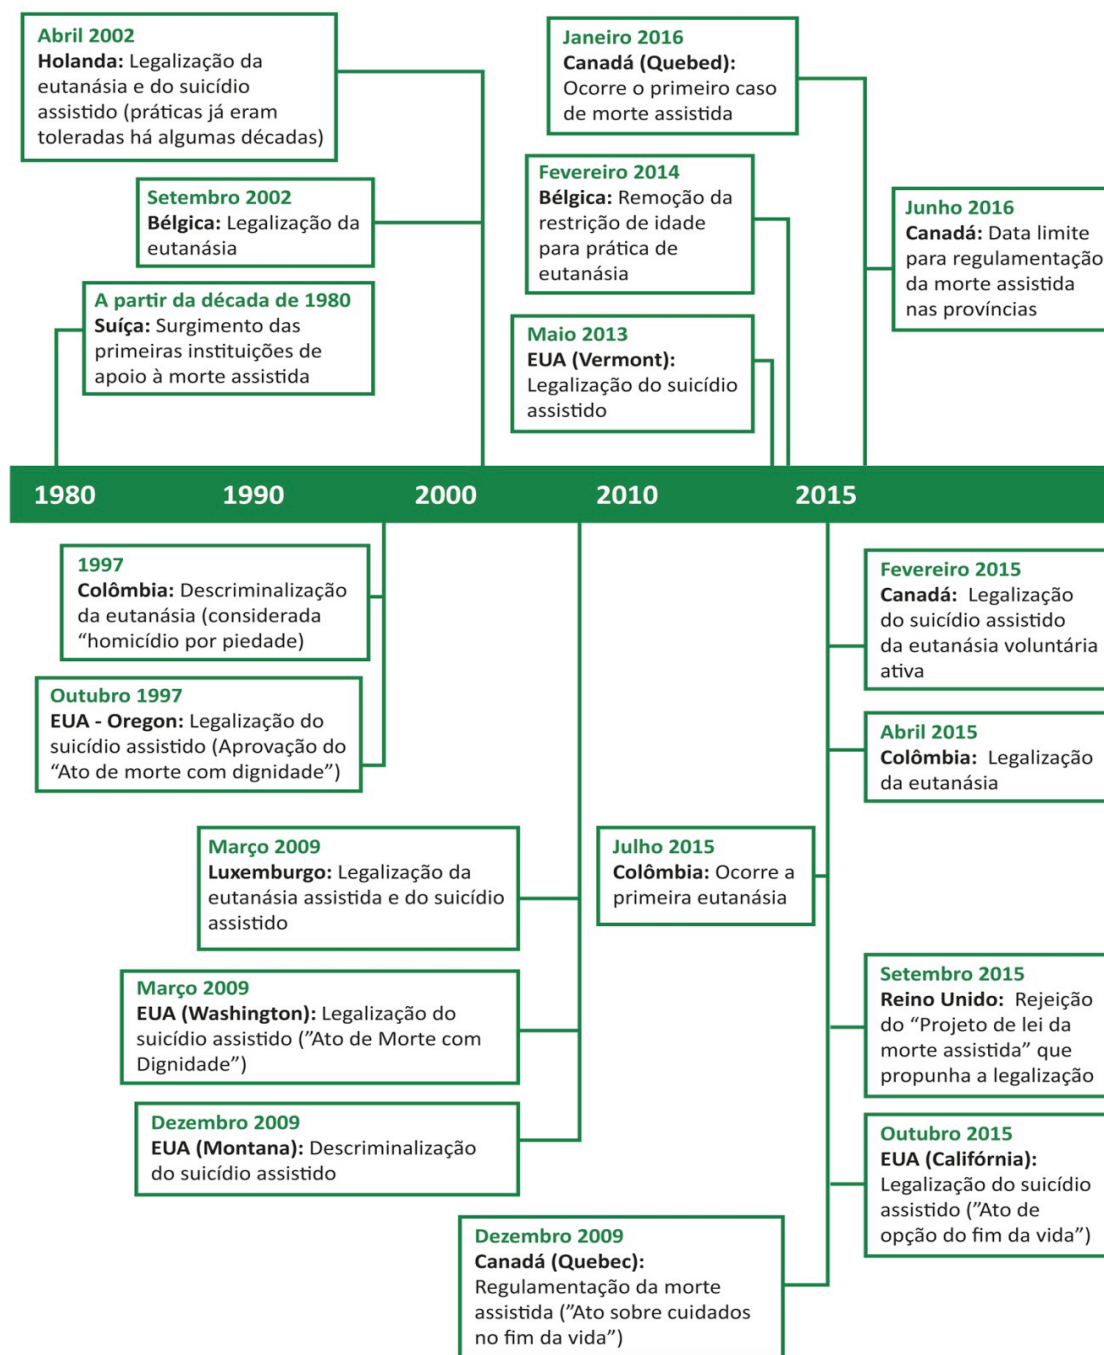 Abril 2002
Holanda: Legalização da
eutanásia e do suicídio
assistido (práticas já eram
toleradas há algumas décadas)
Setembro 2002
Bélgica: Legalização da
eutanásia
A partir da década de 1980
Suíça: Surgimento das
primeiras instituições de
apoio à morte assistida
Janeiro 2016
Canadá (Quebed):
Ocorre o primeiro caso
de morte assistida
Fevereiro 2014
Bélgica: Remoção da
restrição de idade
para prática de
eutanásia
Maio 2013
EUA (Vermont):
Legalização do suicídio
assistido
Junho 2016
Canadá: Data limite
para regulamentação
da morte assistida
nas províncias
1980 1990 2000 2010 2015
1997
Colômbia: Descriminalização
da eutanásia (considerada
“homicídio por piedade)
Outubro 1997
EUA - Oregon: Legalização do
suicídio assistido (Aprovação do
“Ato de morte com dignidade”)
Março 2009
Luxemburgo: Legalização da
eutanásia assistida e do suicídio
assistido
Março 2009
EUA (Washington): Legalização do
suicídio assistido (”Ato de Morte com
Dignidade”)
Dezembro 2009
EUA (Montana): Descriminalização
do suicídio assistido
Julho 2015
Colômbia: Ocorre a
primeira eutanásia
Dezembro 2009
Canadá (Quebec):
Regulamentação da morte
assistida (”Ato sobre cuidados
no fim da vida”)
Fevereiro 2015
Canadá: Legalização
do suicídio assistido
da eutanásia voluntária
ativa
Abril 2015
Colômbia: Legalização
da eutanásia
Setembro 2015
Reino Unido: Rejeição
do “Projeto de lei da
morte assistida” que
propunha a legalização
Outubro 2015
EUA (Califórnia):
Legalização do suicídio
assistido (”Ato de
opção do fim da vida”)